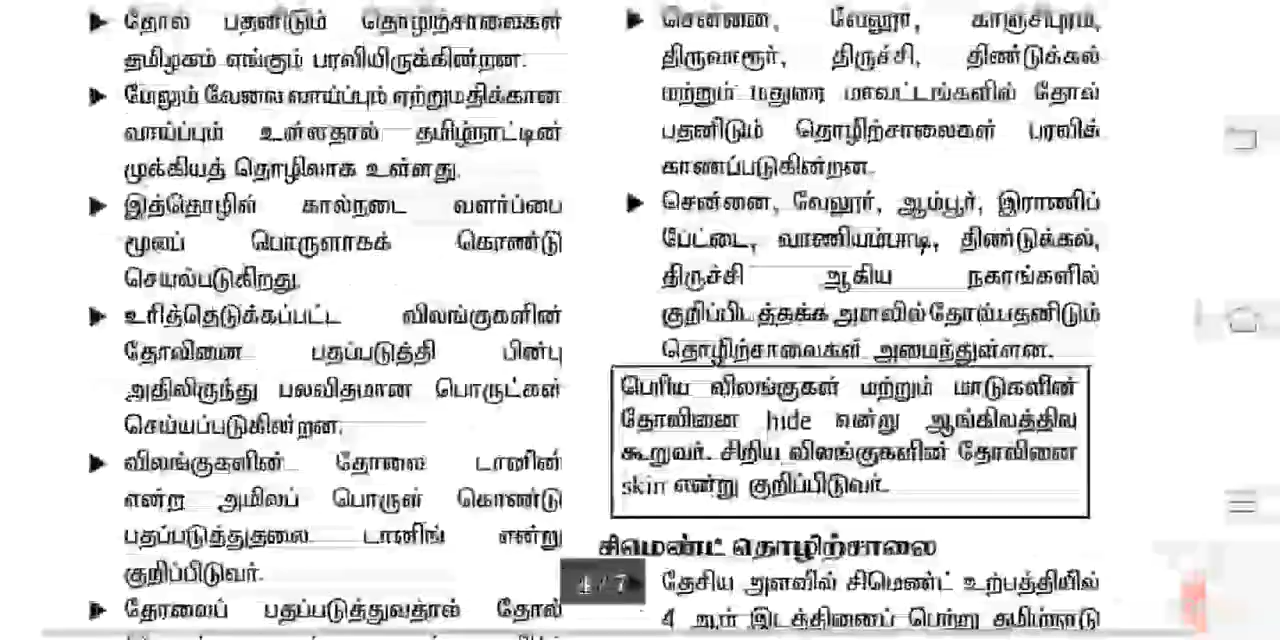 தோல் பதனிடும் தொழிற்சாலைகள்
தமிழகம் எங்கும் பரவியிருக்கின்றன.
மேலும் வேலை வாய்ப்பும் ஏற்றுமதிக்கான
வாய்ப்பும் உள்ளதால் தமிழ்நாட்டின்
முக்கியத் தொழிலாக உள்ளது.
இத்தொழில் கால்நடை வளர்ப்பை
மூலப் பொருளாகக் கொண்டு
செயல்படுகிறது.
உரித்தெடுக்கப்பட்ட விலங்குகளின்
தோலினை பதப்படுத்தி பின்பு
அதிலிருந்து பலவிதமான பொருட்கள்
செய்யப்படுகின்றன.
விலங்குகளின் தோலை டானின்
என்ற அமிலப் பொருள் கொண்டு
பதப்படுத்துதலை டானிங் என்று
குறிப்பிடுவர்.
தோலைப் பதப்படுத்துவதால் தோல்
சென்னை, வேலூர், காஞ்சிபுரம்,
திருவாரூர், திருச்சி, திண்டுக்கல்
மற்றும் மதுரை மாவட்டங்களில் தோல்
பதனிடும் தொழிற்சாலைகள் பரவிக்
காணப்படுகின்றன.
சென்னை, வேலூர், ஆம்பூர், இராணிப்
பேட்டை, வாணியம்பாடி, திண்டுக்கல்,
திருச்சி ஆகிய நகரங்களில்
குறிப்பிடத்தக்க அளவில் தோல்பதனிடும்
தொழிற்சாலைகள் அமைந்துள்ளன.
பெரிய விலங்குகள் மற்றும் மாடுகளின்
தோலினை hide என்று ஆங்கிலத்தில்
கூறுவர். சிறிய விலங்குகளின் தோலினை
skin என்று குறிப்பிடுவர்.
சிமெண்ட் தொழிற்சாலை
தேசிய அளவில் சிமெண்ட் உற்பத்தியில்
4 ஆம் இடத்தினைப் பெற்று தமிழ்நாடு
4 / 7